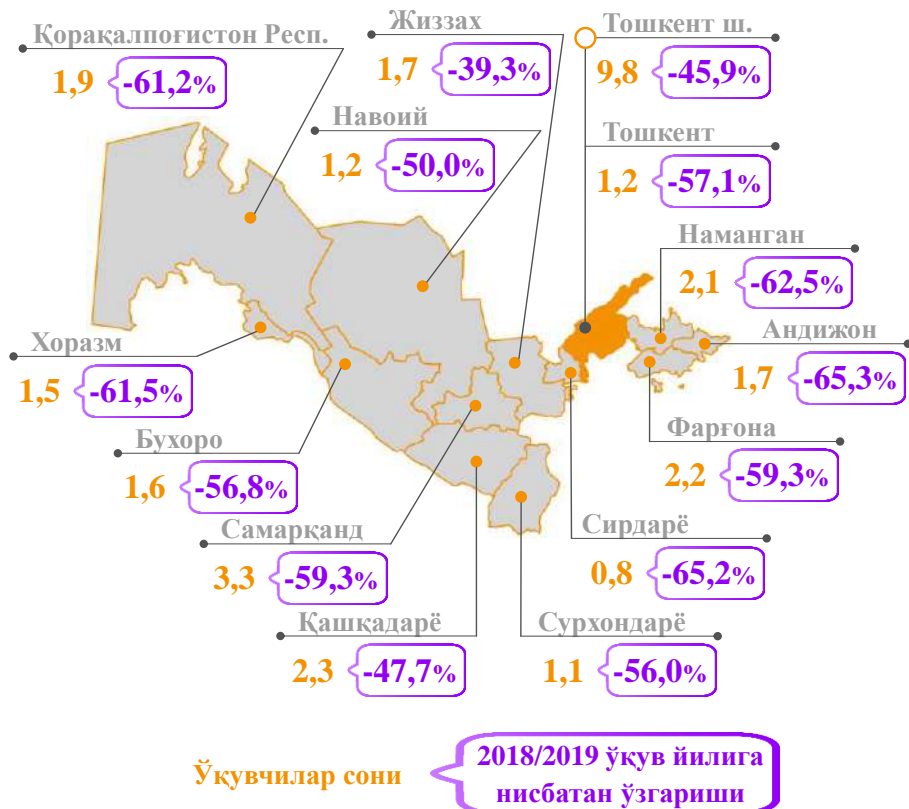 Қорақалпоғистон Респ.
1,9 -61,2%
Жиззах
1,7 -39,3%
Тошкент ш.
9,8 -45,9%
Навоий
1,2 -50,0%
Тошкент
1,2 -57,1%
Наманган
2,1 -62,5%
Хоразм
1,5 -61,5%
Андижон
1,7 -65,3%
Бухоро
1,6 -56,8%
Фарғона
2,2 -59,3%
Самарқанд
3,3 -59,3%
Сирдарё
0,8 -65,2%
Қашқадарё
2,3 -47,7%
Сурхондарё
1,1 -56,0%
Ўқувчилар сони
2018/2019 ўқув йилига
нисбатан ўзгариши